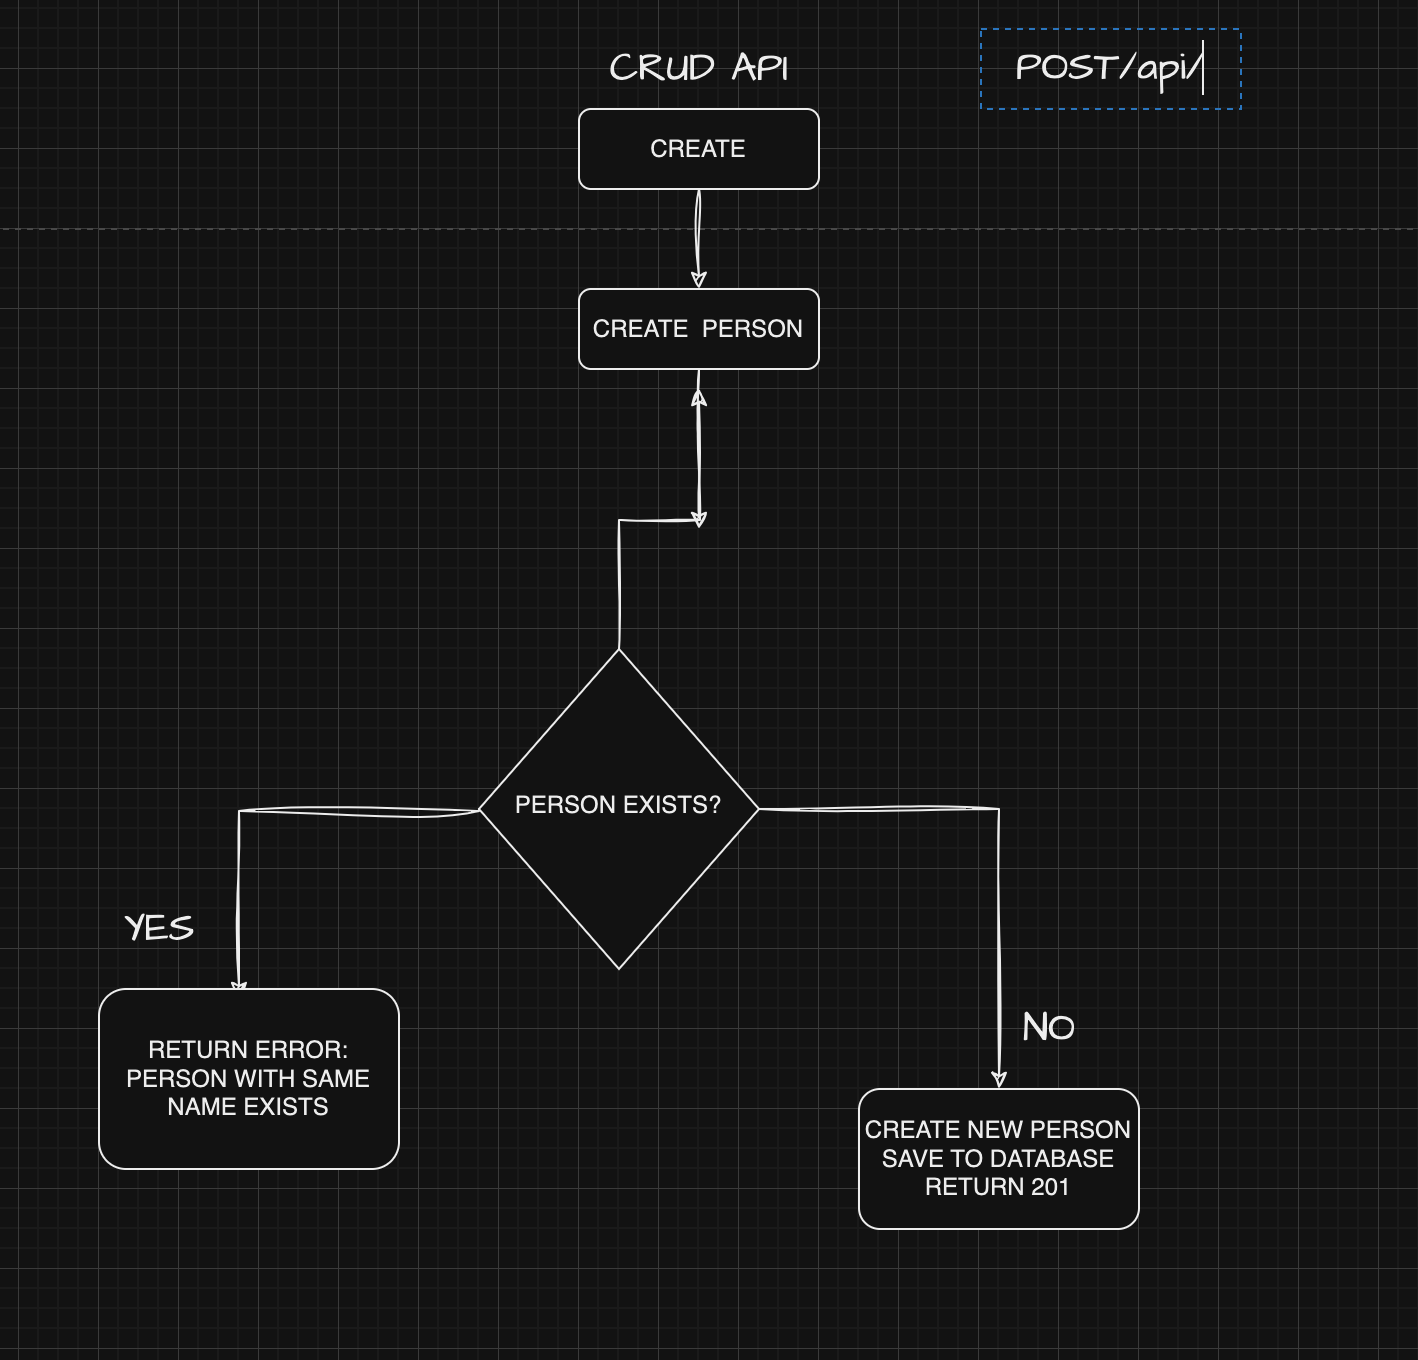 CRUD API
POST/api/
CREATE
CREATE PERSON
PERSON EXISTS?
YES
NO
RETURN ERROR:
PERSON WITH SAME
NAME EXISTS
CREATE NEW PERSON
SAVE TO DATABASE
RETURN 201